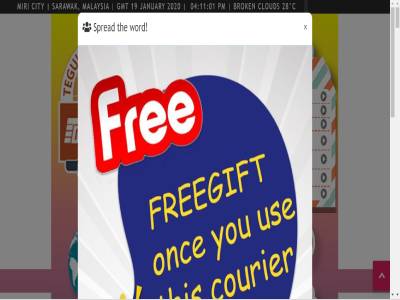 MIRI CITY | SARAWAK, MALAYSIA | GMT 19 JANUARY 2020 | 04:11:01 PM | BROKEN CLOUDS 28°C
Spread the word! x
Free
FREEGIFT
once you use
this courier
TEGU